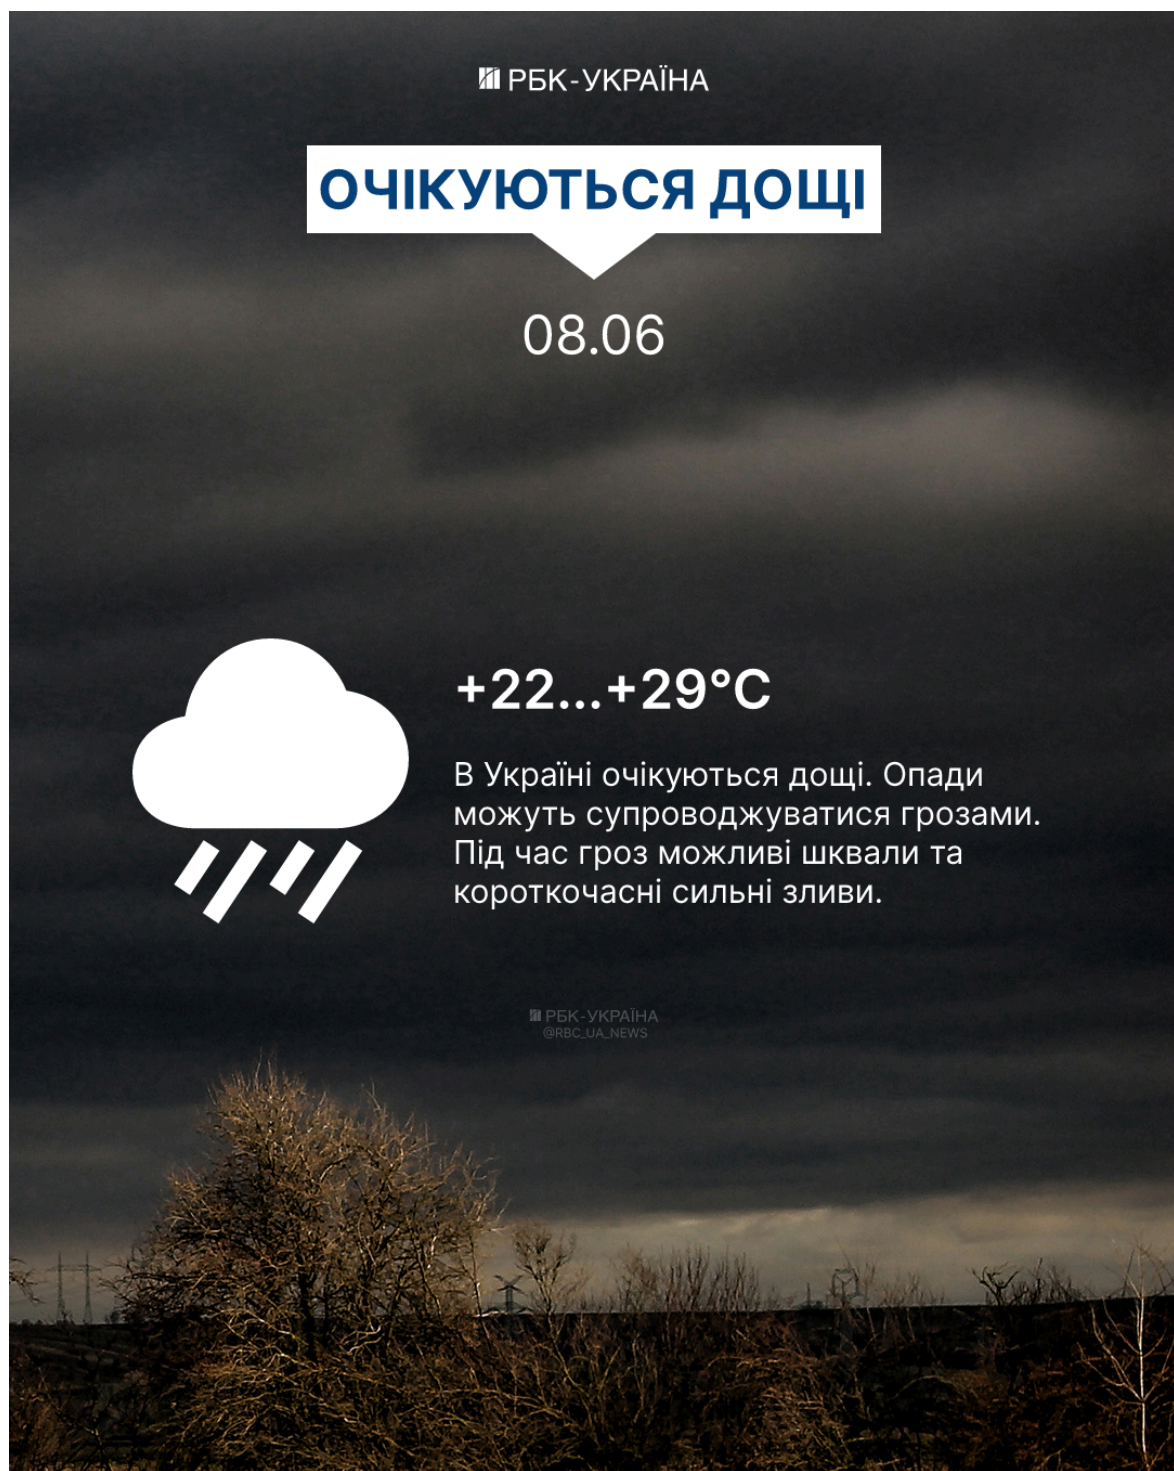 РБК-УКРАЇНА
ОЧІКУЮТЬСЯ ДОЩІ
08.06
+22...+29°C
В Україні очікуються дощі. Опади
можуть супроводжуватися грозами.
Під час гроз можливі шквали та
короткочасні сильні зливи.
РБК-УКРАЇНА
@RBC_UA_NEWS